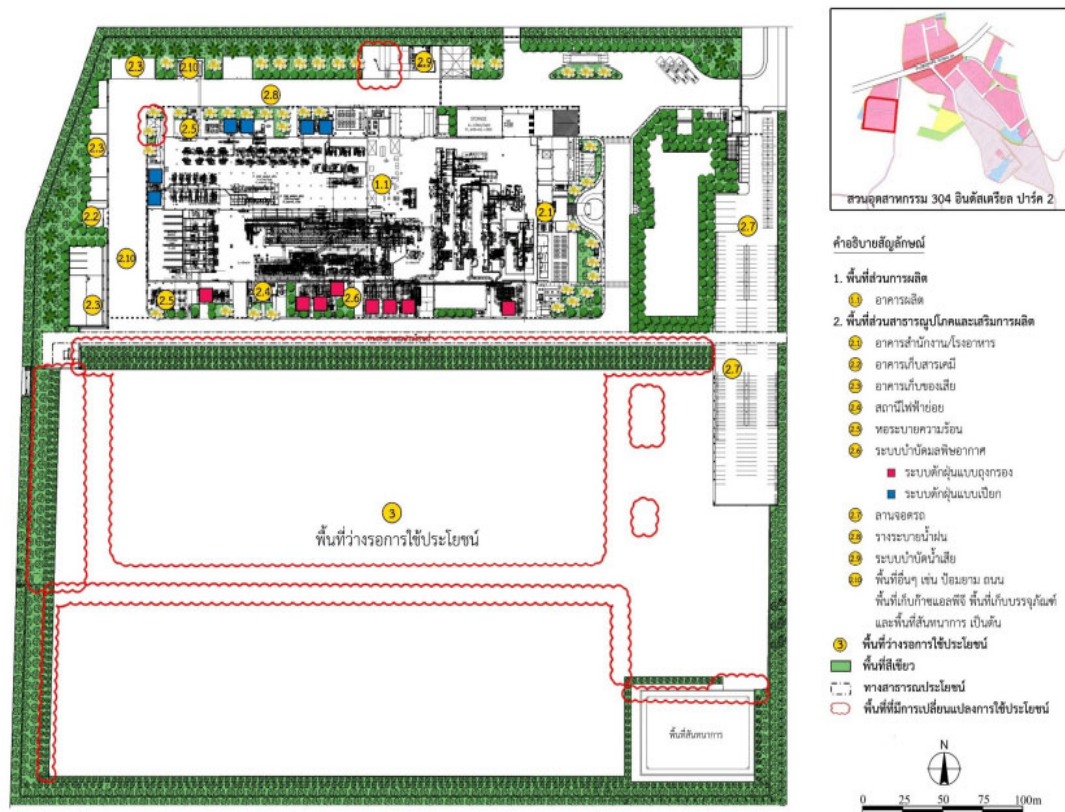 2.3
2.10
2.9
2.8
2.5
2.3
1.1
2.2
2.1
2.7
2.10
2.3
2.5
2.4
2.6
2.7
3
พื้นที่ว่างรอการใช้ประโยชน์
พื้นที่สันทนาการ
สวนอุตสาหกรรม 304 อินดัสเตรียล ปาร์ค 2
คำอธิบายสัญลักษณ์
1. พื้นที่ส่วนการผลิต
1.1 อาคารผลิต
2. พื้นที่ส่วนสาธารณูปโภคและเสริมการผลิต
2.1 อาคารสำนักงาน/โรงอาหาร
2.2 อาคารเก็บสารเคมี
2.3 อาคารเก็บของเสีย
2.4 สถานีไฟฟ้าย่อย
2.5 หอระบายความร้อน
2.6 ระบบบำบัดมลพิษอากาศ
ระบบดักฝุ่นแบบถุงกรอง
ระบบดักฝุ่นแบบเปียก
2.7 ลานจอดรถ
2.8 รางระบายน้ำฝน
2.9 ระบบบำบัดน้ำเสีย
2.10 พื้นที่อื่นๆ เช่น ป้อมยาม ถนน
พื้นที่เก็บก๊าซแอลพีจี พื้นที่เก็บบรรจุภัณฑ์
และพื้นที่สันทนาการ เป็นต้น
3 พื้นที่ว่างรอการใช้ประโยชน์
พื้นที่สีเขียว
ทางสาธารณประโยชน์
พื้นที่ที่มีการเปลี่ยนแปลงการใช้ประโยชน์
N
0 25 50 75 100m